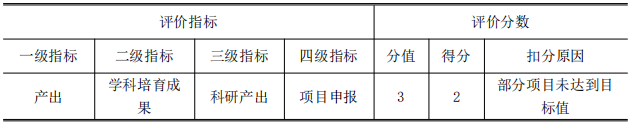 评价指标 评价分数
一级指标 二级指标 三级指标 四级指标 分值 得分 扣分原因
产出 学科培育成果 科研产出 项目申报 3 2 部分项目未达到目标值